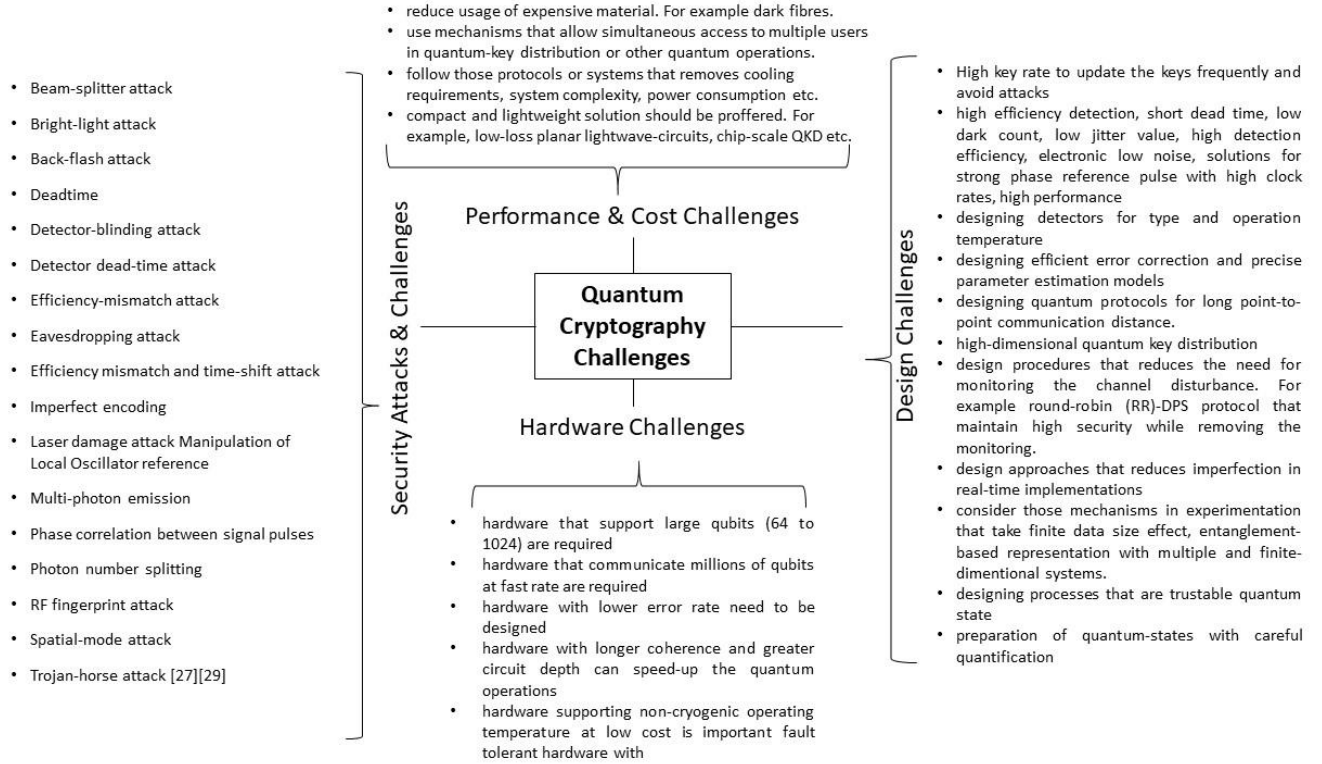 • reduce usage of expensive material. For example dark fibres.
• use mechanisms that allow simultaneous access to multiple users
in quantum-key distribution or other quantum operations.
• follow those protocols or systems that removes cooling
requirements, system complexity, power consumption etc.
• compact and lightweight solution should be proffered. For
example, low-loss planar lightwave-circuits, chip-scale QKD etc.
Performance & Cost Challenges
• Beam-splitter attack
• Bright-light attack
• Back-flash attack
• Deadtime
• Detector-blinding attack
• Detector dead-time attack
• Efficiency-mismatch attack
• Eavesdropping attack
• Efficiency mismatch and time-shift attack
• Imperfect encoding
• Laser damage attack Manipulation of
Local Oscillator reference
• Multi-photon emission
• Phase correlation between signal pulses
• Photon number splitting
• RF fingerprint attack
• Spatial-mode attack
• Trojan-horse attack [27][29]
Security Attacks & Challenges
Quantum
Cryptography
Challenges
Hardware Challenges
• hardware that support large qubits (64 to
1024) are required
• hardware that communicate millions of qubits
at fast rate are required
• hardware with lower error rate need to be
designed
• hardware with longer coherence and greater
circuit depth can speed-up the quantum
operations
• hardware supporting non-cryogenic operating
temperature at low cost is important fault
tolerant hardware with
Design Challenges
• High key rate to update the keys frequently and
avoid attacks
• high efficiency detection, short dead time, low
dark count, low jitter value, high detection
efficiency, electronic low noise, solutions for
strong phase reference pulse with high clock
rates, high performance
• designing detectors for type and operation
temperature
• designing efficient error correction and precise
parameter estimation models
• designing quantum protocols for long point-to-
point communication distance.
• high-dimensional quantum key distribution
• design procedures that reduces the need for
monitoring the channel disturbance. For
example round-robin (RR)-DPS protocol that
maintain high security while removing the
monitoring.
• design approaches that reduces imperfection in
real-time implementations
• consider those mechanisms in experimentation
that take finite data size effect, entanglement-
based representation with multiple and finite-
dimentional systems.
• designing processes that are trustable quantum
state
• preparation of quantum-states with careful
quantification